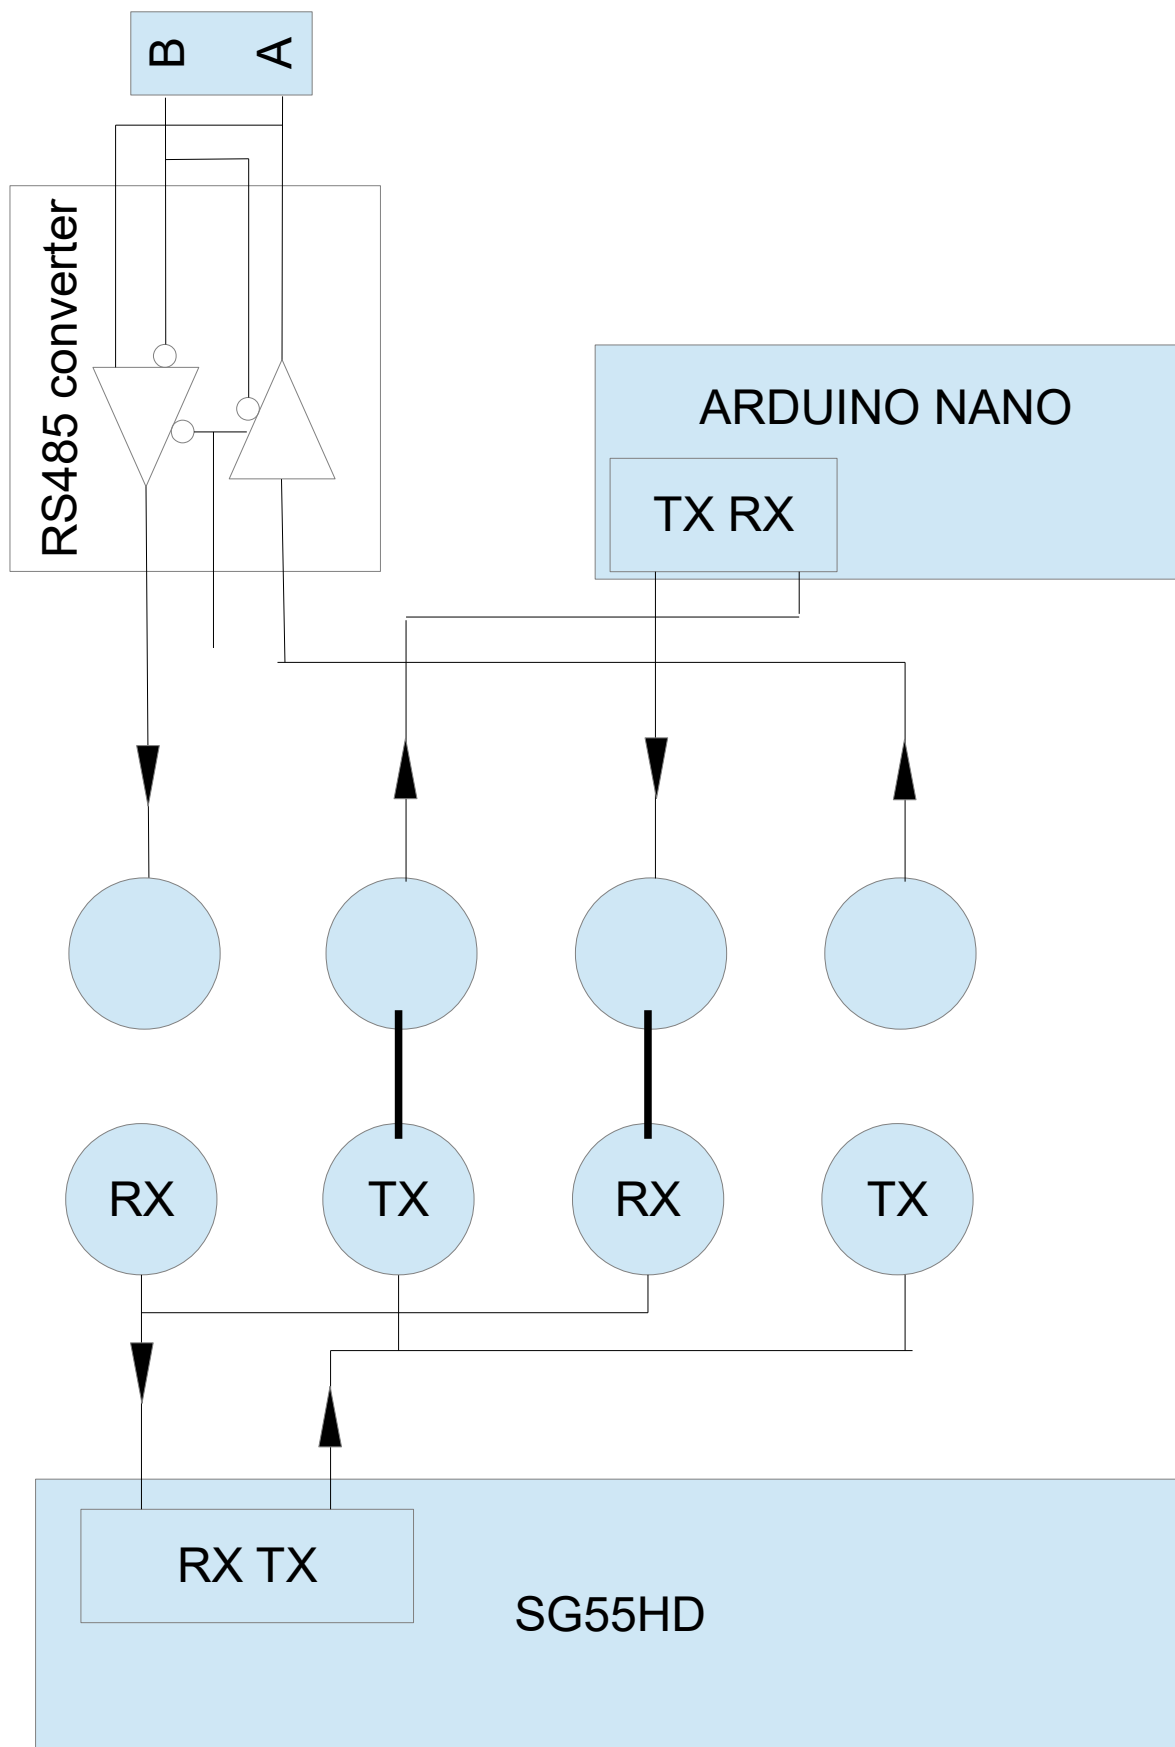 B A
RS485 converter
ARDUINO NANO
TX RX
RX TX RX TX
RX TX
SG55HD